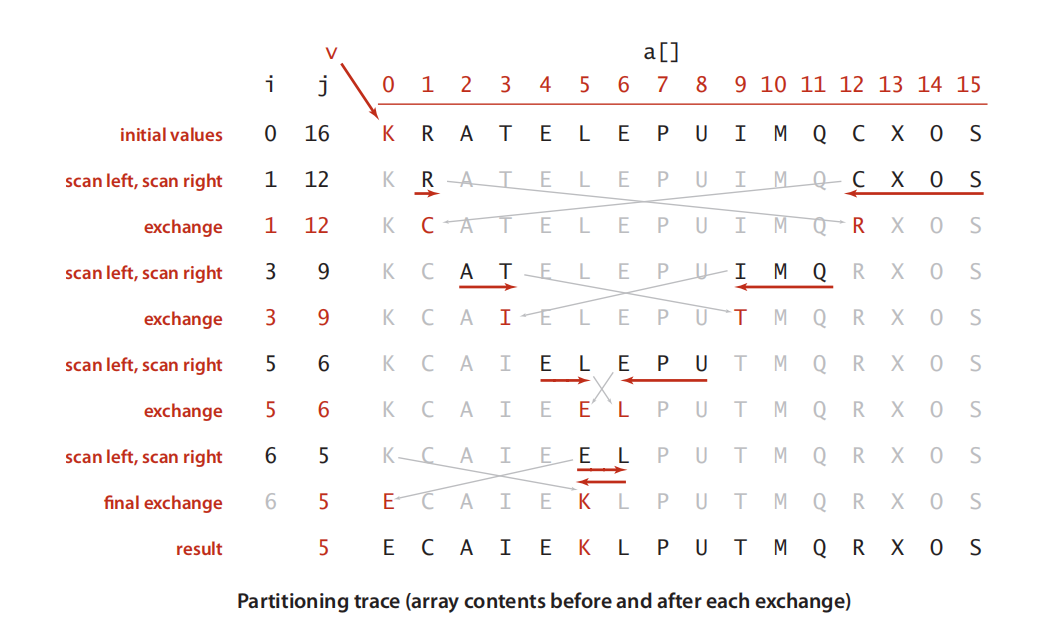 v a[]
i j 0 1 2 3 4 5 6 7 8 9 10 11 12 13 14 15
initial values 0 16 K R A T E L E P U I M Q C X O S
scan left, scan right 1 12 K R A T E L E P U I M Q C X O S
exchange 1 12 K C A T E L E P U I M Q R X O S
scan left, scan right 3 9 K C A T E L E P U I M Q R X O S
exchange 3 9 K C A I E L E P U T M Q R X O S
scan left, scan right 5 6 K C A I E L E P U T M Q R X O S
exchange 5 6 K C A I E E L P U T M Q R X O S
scan left, scan right 6 5 K C A I E E L P U T M Q R X O S
final exchange 6 5 E C A I E K L P U T M Q R X O S
result 5 E C A I E K L P U T M Q R X O S
Partitioning trace (array contents before and after each exchange)